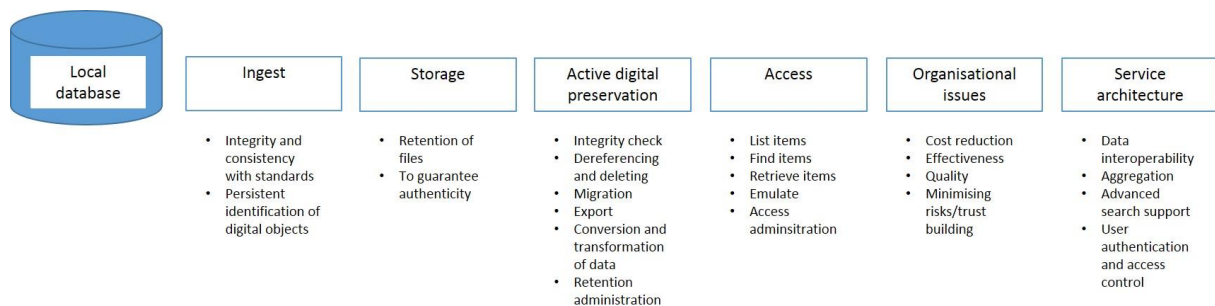 Local
database
Ingest
• Integrity and
consistency
with standards
• Persistent
identification of
digital objects
Storage
• Retention of
files
• To guarantee
authenticity
Active digital
preservation
• Integrity check
• Dereferencing
and deleting
• Migration
• Export
• Conversion and
transformation
of data
• Retention
administration
Access
• List items
• Find items
• Retrieve items
• Emulate
• Access
adminsitration
Organisational
issues
• Cost reduction
• Effectiveness
• Quality
• Minimising
risks/trust
building
Service
architecture
• Data
interoperability
• Aggregation
• Advanced
search support
• User
authentication
and access
control